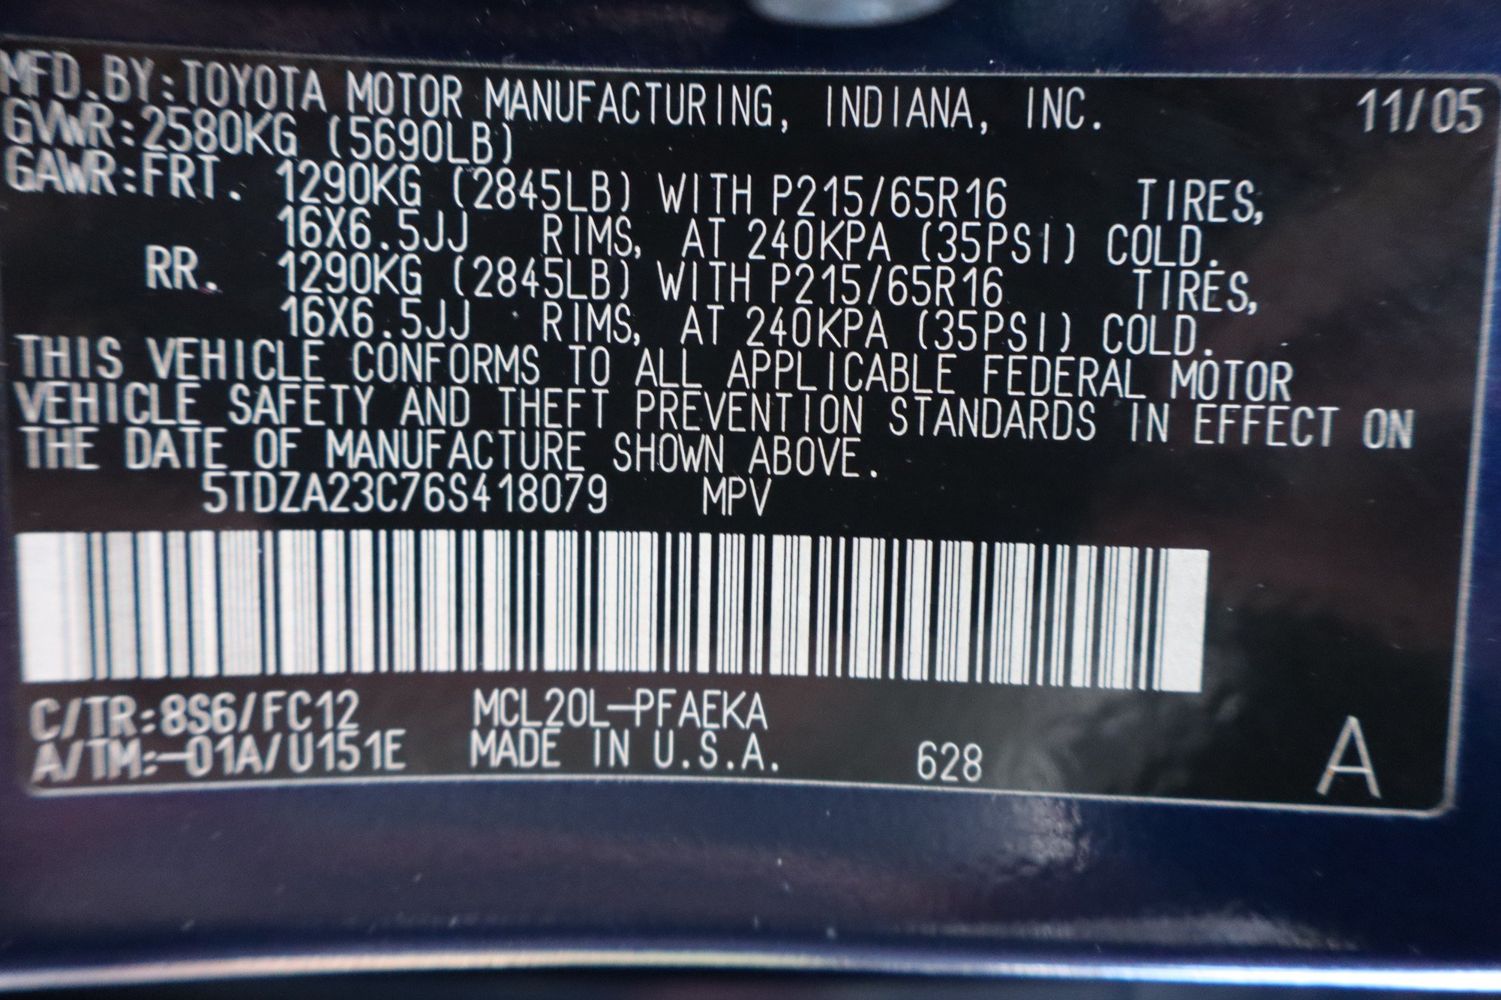 MFD.BY:TOYOTA MOTOR MANUFACTURING, INDIANA, INC. 11/05
GVWR:2580KG (5690LB)
GAWR:FRT. 1290KG (2845LB) WITH P215/65R16 TIRES,
16X6.5JJ RIMS, AT 240KPA (35PSI) COLD.
RR. 1290KG (2845LB) WITH P215/65R16 TIRES,
16X6.5JJ RIMS, AT 240KPA (35PSI) COLD.
THIS VEHICLE CONFORMS TO ALL APPLICABLE FEDERAL MOTOR
VEHICLE SAFETY AND THEFT PREVENTION STANDARDS IN EFFECT ON
THE DATE OF MANUFACTURE SHOWN ABOVE.
5TDZA23C76S418079 MPV
C/TR:8S6/FC12 MCL20L-PFAEKA
A/TM:-01A/U151E MADE IN U.S.A. 628 A